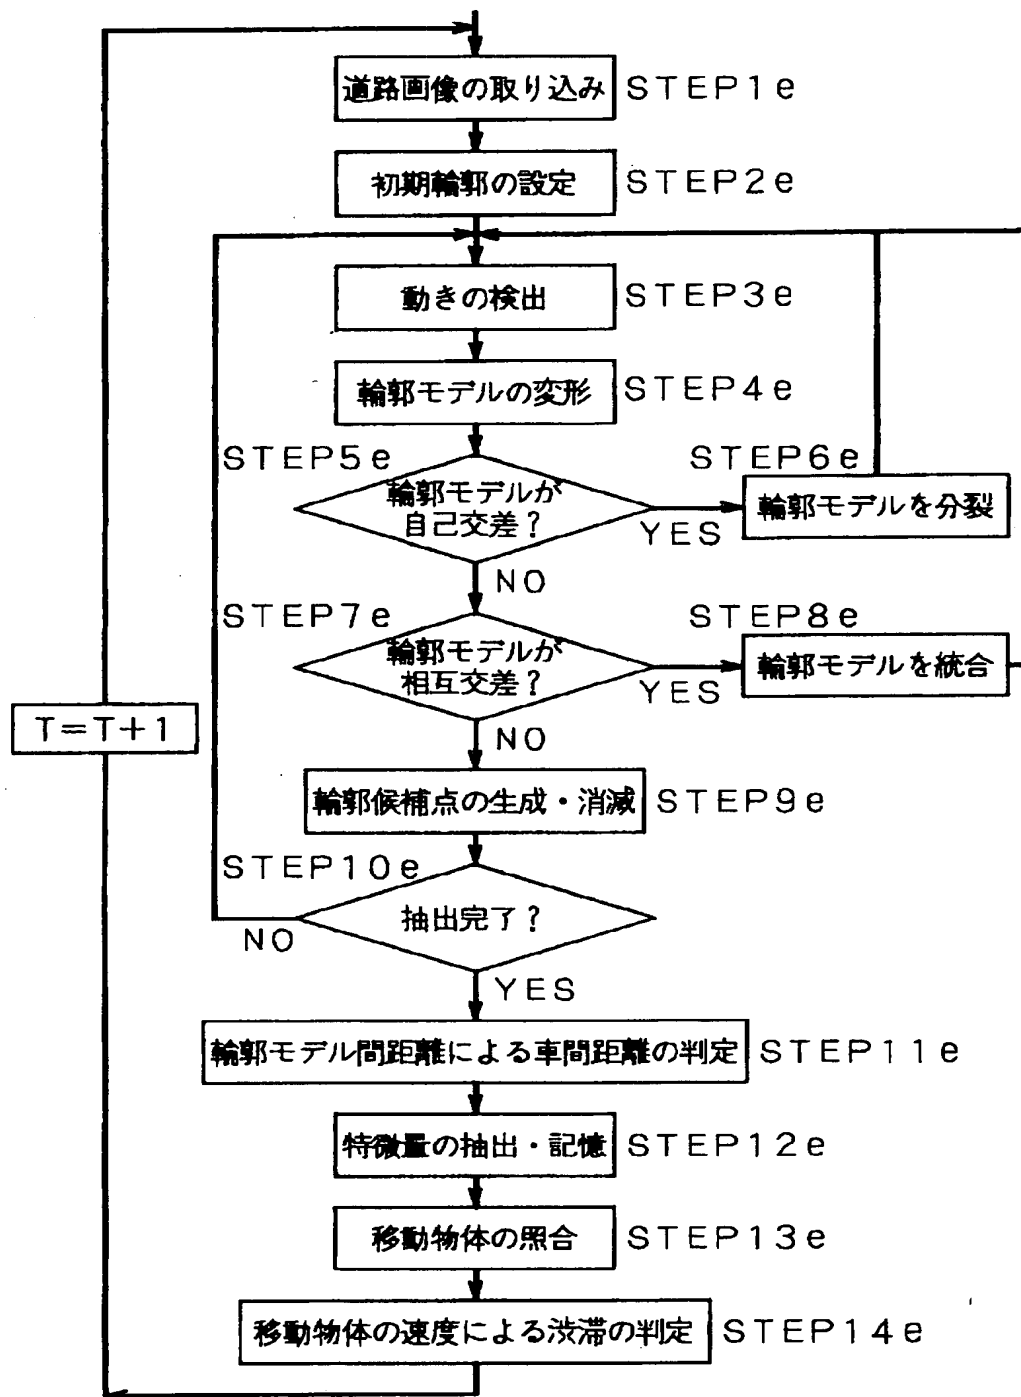 道路画像の取り込み STEP1e
初期輪郭の設定 STEP2e
動きの検出 STEP3e
輪郭モデルの変形 STEP4e
STEP5e
輪郭モデルが
自己交差?
YES
NO
STEP6e
輪郭モデルを分裂
STEP7e
輪郭モデルが
相互交差?
YES
NO
STEP8e
輪郭モデルを統合
T=T+1
輪郭候補点の生成・消滅 STEP9e
STEP10e
抽出完了?
NO
YES
輪郭モデル間距離による車間距離の判定 STEP11e
特徴量の抽出・記憶 STEP12e
移動物体の照合 STEP13e
移動物体の速度による渋滞の判定 STEP14e